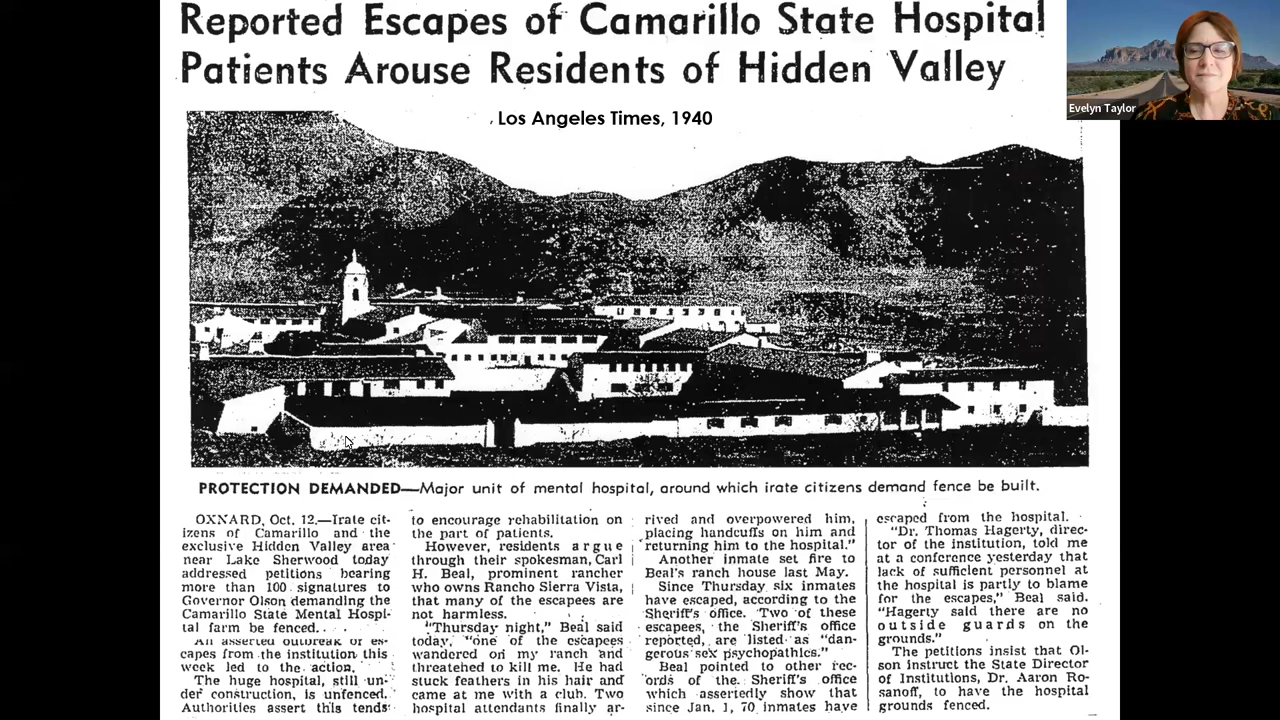 Reported Escapes of Camarillo State Hospital
Patients Arouse Residents of Hidden Valley
Los Angeles Times, 1940
Evelyn Taylor
PROTECTION DEMANDED—Major unit of mental hospital, around which irate citizens demand fence be built.
OXNARD, Oct. 12.—Irate cit-
izens of Camarillo and the
exclusive Hidden Valley area
near Lake Sherwood today
addressed petitions bearing
more than 100 signatures to
Governor Olson demanding the
Camarillo State Mental Hospi-
tal farm be fenced.
An asserted outbreak of es-
capes from the institution this
week led to the action.
The huge hospital, still un-
der construction, is unfenced.
Authorities assert this tends
to encourage rehabilitation on
the part of patients.
However, residents argue
through their spokesman, Carl
H. Beal, prominent rancher
who owns Rancho Sierra Vista,
that many of the escapees are
not harmless.
"Thursday night," Beal said
today, "one of the escapees
wandered on my ranch and
threatened to kill me. He had
stuck feathers in his hair and
came at me with a club. Two
hospital attendants finally ar-
rived and overpowered him,
placing handcuffs on him and
returning him to the hospital."
Another inmate set fire to
Beal's ranch house last May.
Since Thursday six inmates
have escaped, according to the
Sheriff's office. Two of these
escapees, the Sheriff's office
reported, are listed as "dan-
gerous sex psychopathics."
Beal pointed to other rec-
ords of the Sheriff's office
which assertedly show that
since Jan. 1, 70 inmates have
escaped from the hospital.
"Dr. Thomas Hagerty, direc-
tor of the institution, told me
at a conference yesterday that
lack of sufficient personnel at
the hospital is partly to blame
for the escapes," Beal said.
"Hagerty said there are no
outside guards on the
grounds."
The petitions insist that Ol-
son instruct the State Director
of Institutions, Dr. Aaron Ro-
sanoff, to have the hospital
grounds fenced.